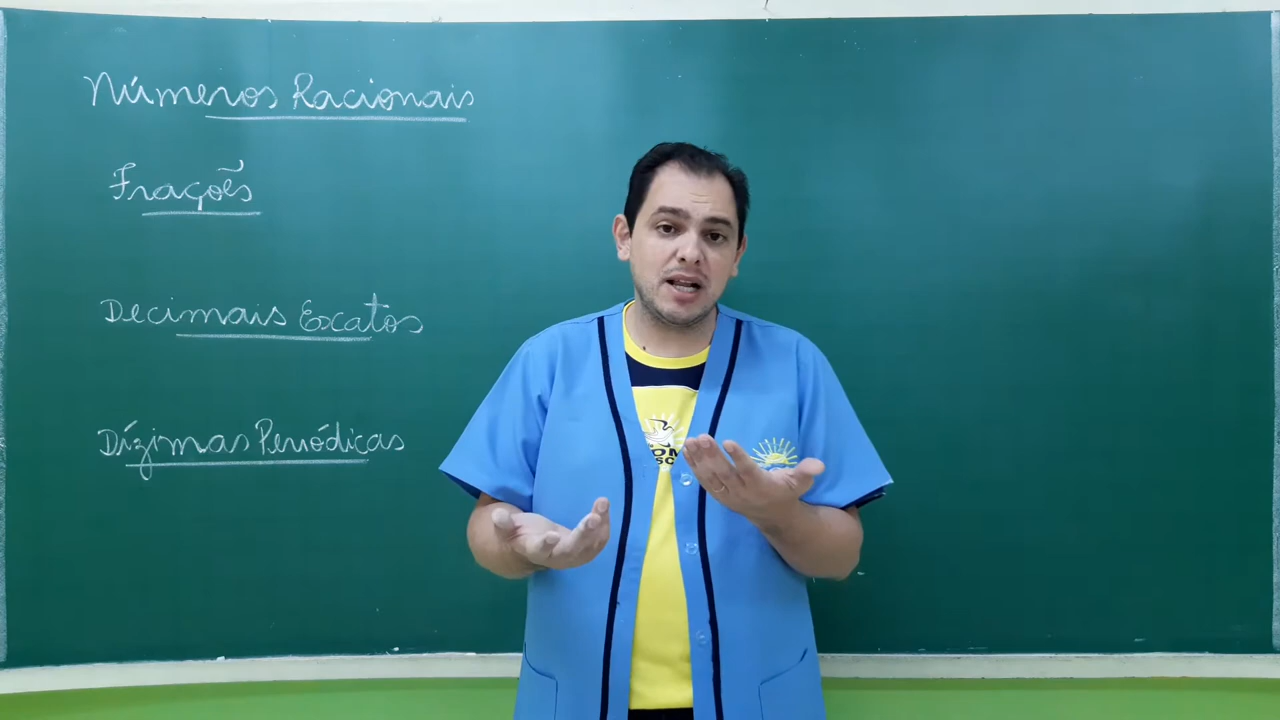 Números Racionais
Frações
Decimais Exatos
Dízimas Periódicas